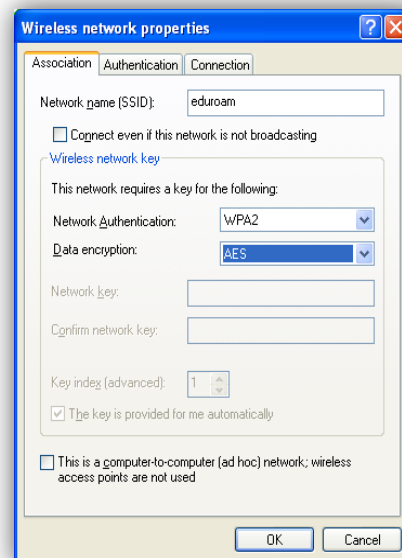 Wireless network properties
Association
Authentication
Connection
Network name (SSID):
eduroam
Connect even if this network is not broadcasting
Wireless network key
This network requires a key for the following:
Network Authentication:
WPA2
Data encryption:
AES
Network key:
Confirm network key:
Key index (advanced):
1
The key is provided for me automatically
This is a computer-to-computer (ad hoc) network; wireless
access points are not used
OK
Cancel